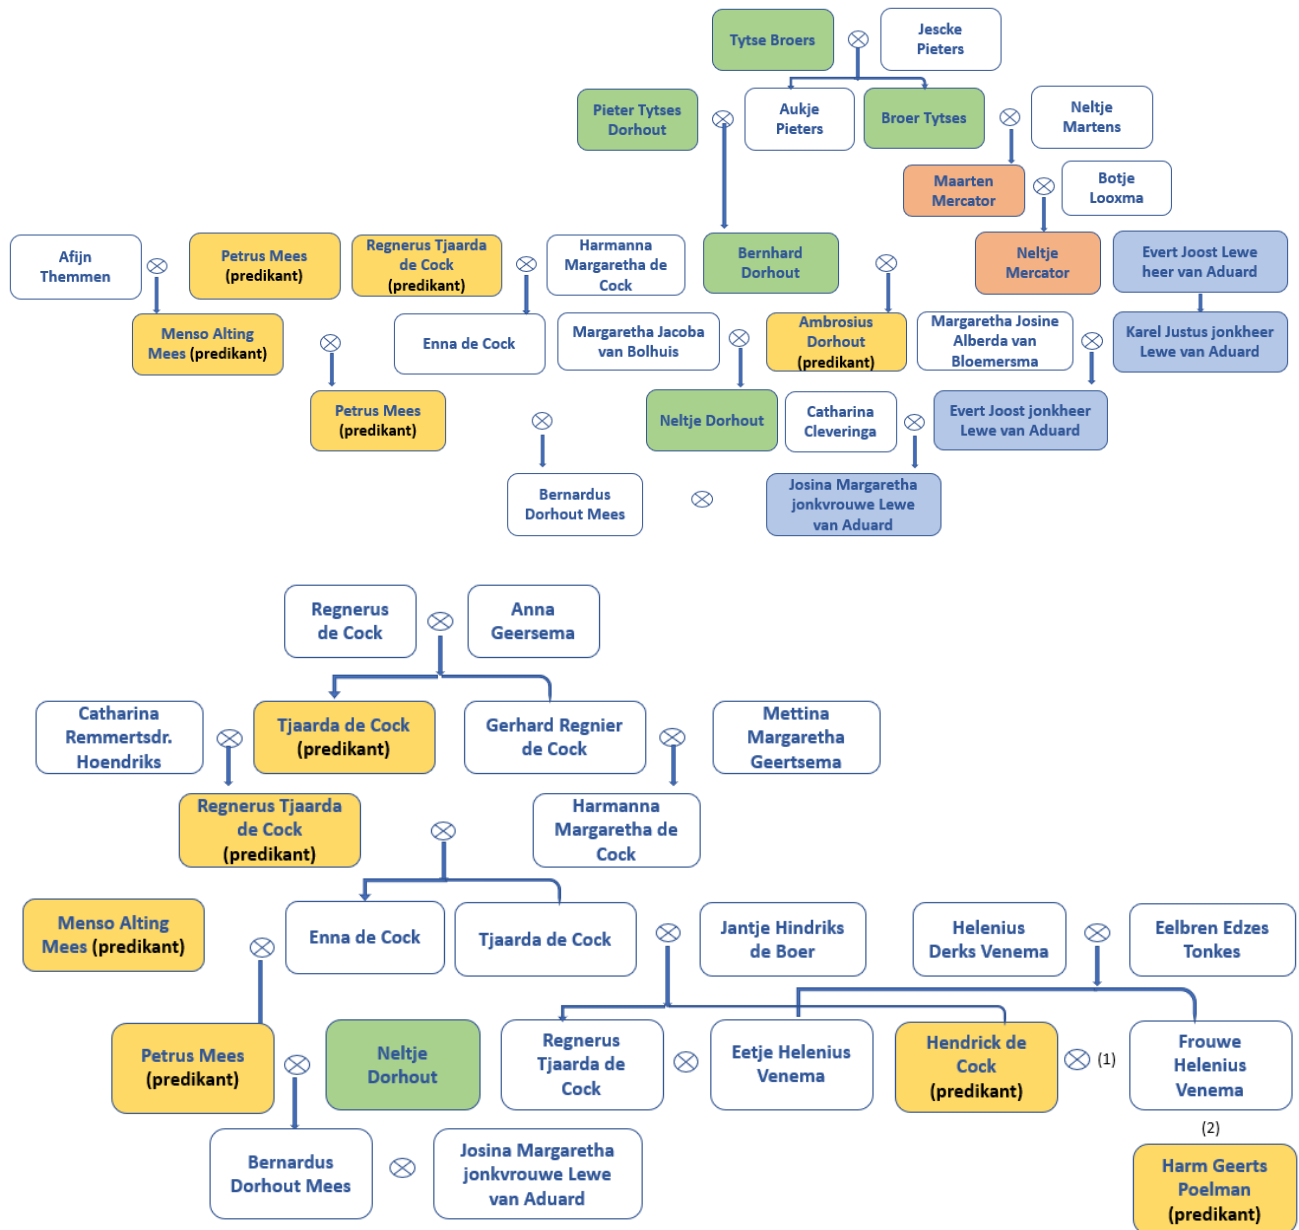 Tytse Broers
Jescke
Pieters
Pieter Tytses
Dorhout
Aukje
Pieters
Broer Tytses
Neltje
Martens
Maarten
Mercator
Botje
Looxma
Afijn
Themmen
Petrus Mees
(predikant)
Regnerus Tjaarda
de Cock
(predikant)
Harmanna
Margaretha de
Cock
Bernhard
Dorhout
Neltje
Mercator
Evert Joost Lewe
heer van Aduard
Menso Alting
Mees (predikant)
Enna de Cock
Margaretha Jacoba
van Bolhuis
Ambrosius
Dorhout
(predikant)
Margaretha Josine
Alberda van
Bloemersma
Karel Justus jonkheer
Lewe van Aduard
Petrus Mees
(predikant)
Neltje Dorhout
Catharina
Cleveringa
Evert Joost jonkheer
Lewe van Aduard
Bernardus
Dorhout Mees
Josina Margaretha
jonkvrouwe Lewe
van Aduard
Regnerus
de Cock
Anna
Geersema
Catharina
Remmertsdr.
Hoendriks
Tjaarda de Cock
(predikant)
Gerhard Regnier
de Cock
Mettina
Margaretha
Geertsema
Regnerus Tjaarda
de Cock
(predikant)
Harmanna
Margaretha de
Cock
Menso Alting
Mees (predikant)
Enna de Cock
Tjaarda de Cock
Jantje Hindriks
de Boer
Helenius
Derks Venema
Eelbren Edzes
Tonkes
Petrus Mees
(predikant)
Neltje
Dorhout
Regnerus
Tjaarda de
Cock
Eetje Helenius
Venema
Hendrick de
Cock
(predikant)
(1)
Frouwe
Helenius
Venema
(2)
Bernardus
Dorhout Mees
Josina Margaretha
jonkvrouwe Lewe
van Aduard
Harm Geerts
Poelman
(predikant)